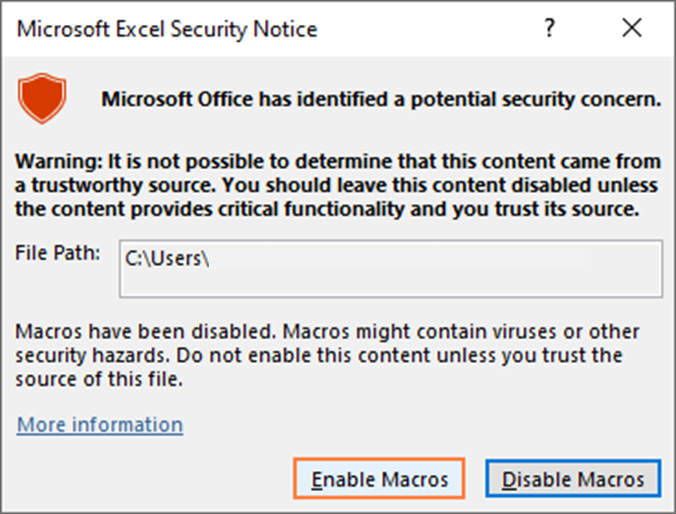 Microsoft Excel Security Notice
?
Microsoft Office has identified a potential security concern.
Warning: It is not possible to determine that this content came from
a trustworthy source. You should leave this content disabled unless
the content provides critical functionality and you trust its source.
File Path: C:\Users\
Macros have been disabled. Macros might contain viruses or other
security hazards. Do not enable this content unless you trust the
source of this file.
More information
Enable Macros Disable Macros